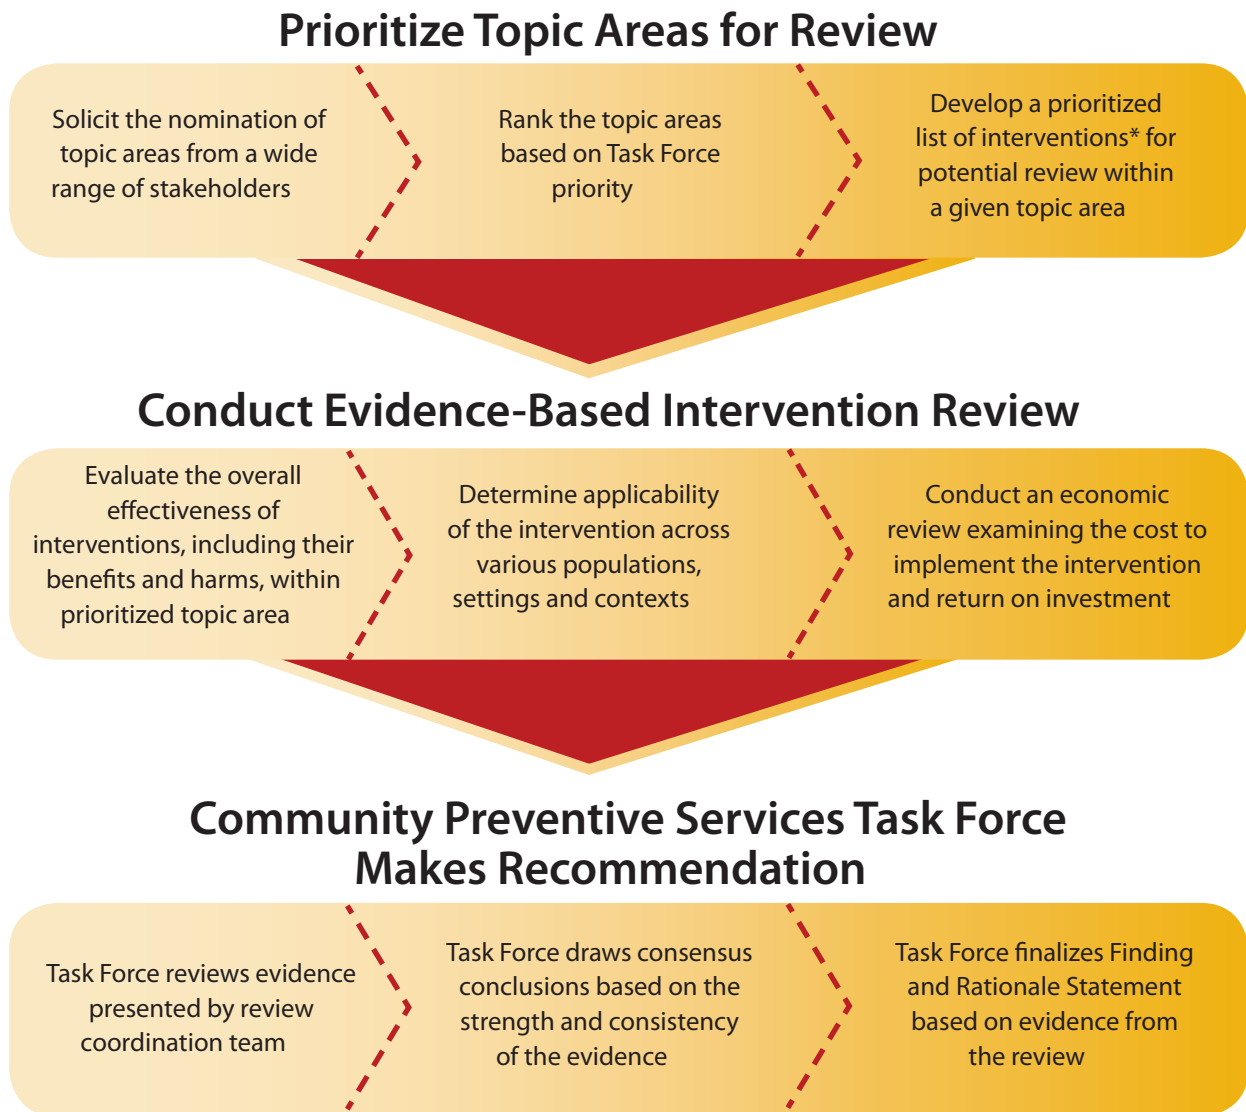 Prioritize Topic Areas for Review
Solicit the nomination of
topic areas from a wide
range of stakeholders
Rank the topic areas
based on Task Force
priority
Develop a prioritized
list of interventions* for
potential review within
a given topic area
Conduct Evidence-Based Intervention Review
Evaluate the overall
effectiveness of
interventions, including their
benefits and harms, within
prioritized topic area
Determine applicability
of the intervention across
various populations,
settings and contexts
Conduct an economic
review examining the cost to
implement the intervention
and return on investment
Community Preventive Services Task Force
Makes Recommendation
Task Force reviews evidence
presented by review
coordination team
Task Force draws consensus
conclusions based on the
strength and consistency
of the evidence
Task Force finalizes Finding
and Rationale Statement
based on evidence from
the review